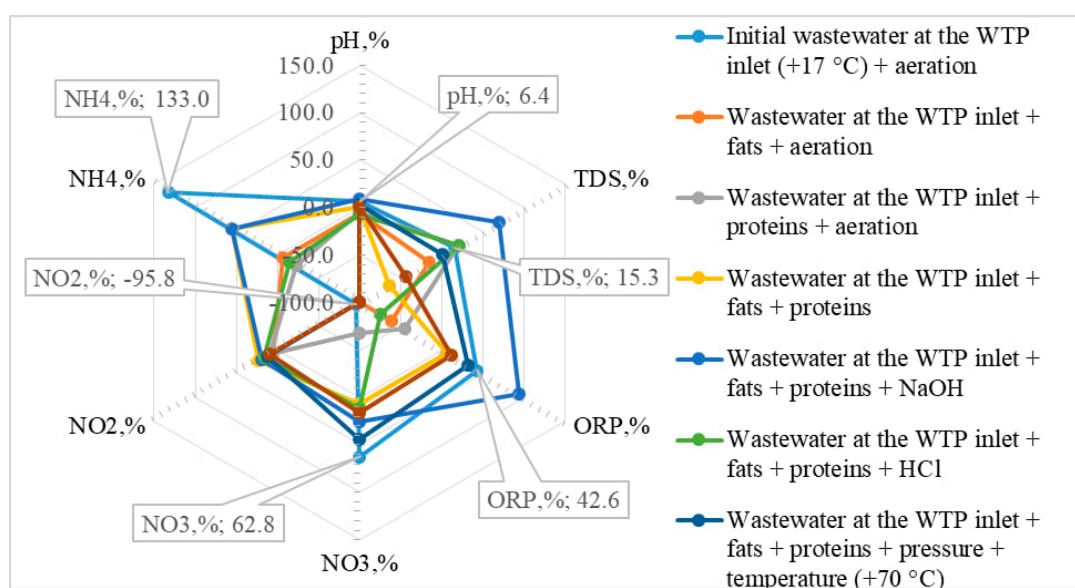 pH,%
150.0
100.0
50.0
0.0
-50.0
-100.0
NH4,%; 133.0
pH,%; 6.4
NH4,%
TDS,%
NO2,%; -95.8
TDS,%; 15.3
NO2,%
ORP,%
NO3,%; 62.8
ORP,%; 42.6
NO3,%
Initial wastewater at the WTP
inlet (+17 °C) + aeration
Wastewater at the WTP inlet +
fats + aeration
Wastewater at the WTP inlet +
proteins + aeration
Wastewater at the WTP inlet +
fats + proteins
Wastewater at the WTP inlet +
fats + proteins + NaOH
Wastewater at the WTP inlet +
fats + proteins + HCl
Wastewater at the WTP inlet +
fats + proteins + pressure +
temperature (+70 °C)